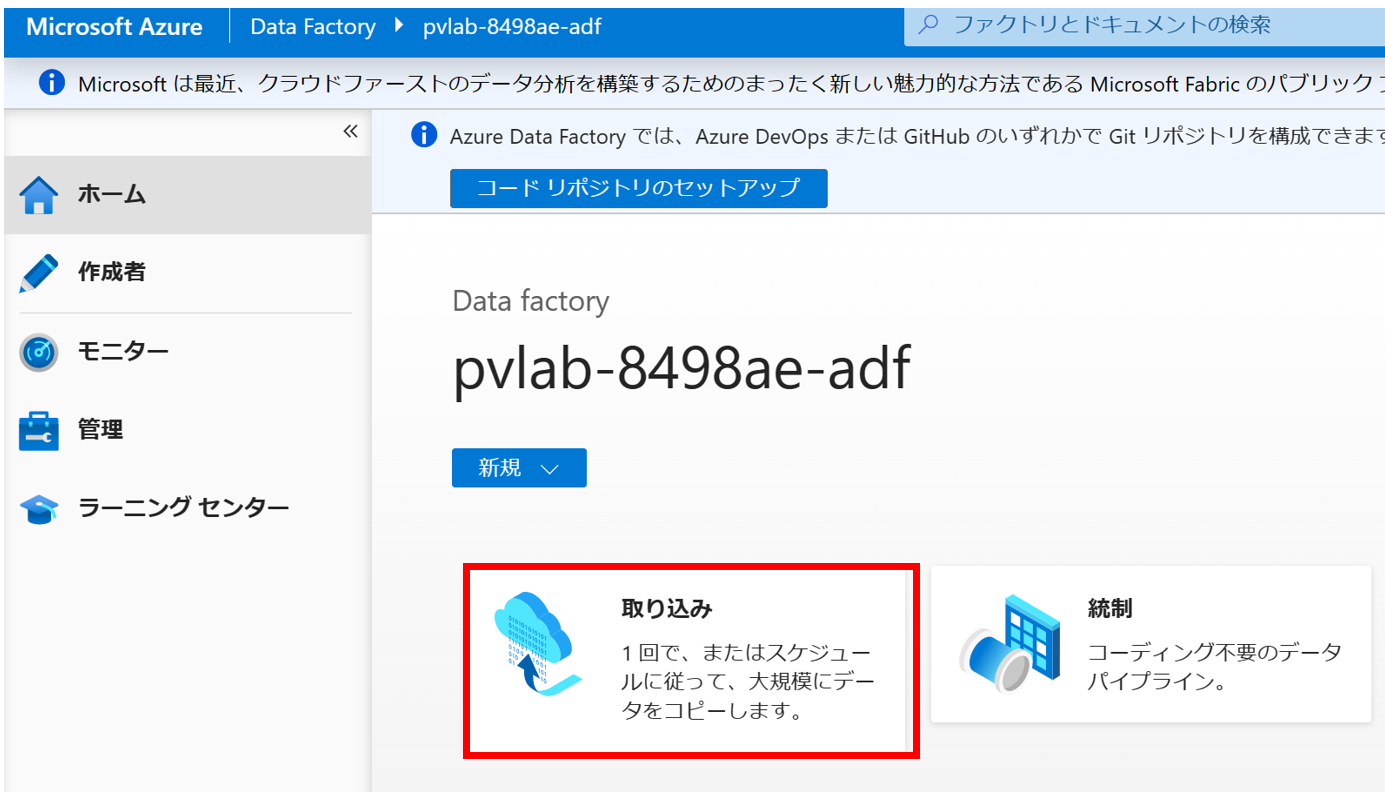 Microsoft Azure Data Factory pvlab-8498ae-adf ファクトリとドキュメントの検索
Microsoft は最近、クラウドファーストのデータ分析を構築するためのまったく新しい魅力的な方法である Microsoft Fabric のパブリック
Azure Data Factory では、Azure DevOps または GitHub のいずれかで Git リポジトリを構成できます
コード リポジトリのセットアップ
ホーム
作成者
モニター
管理
ラーニング センター
Data factory
pvlab-8498ae-adf
新規
取り込み
1 回で、またはスケジュー
ルに従って、大規模にデー
タをコピーします。
統制
コーディング不要のデータ
パイプライン。